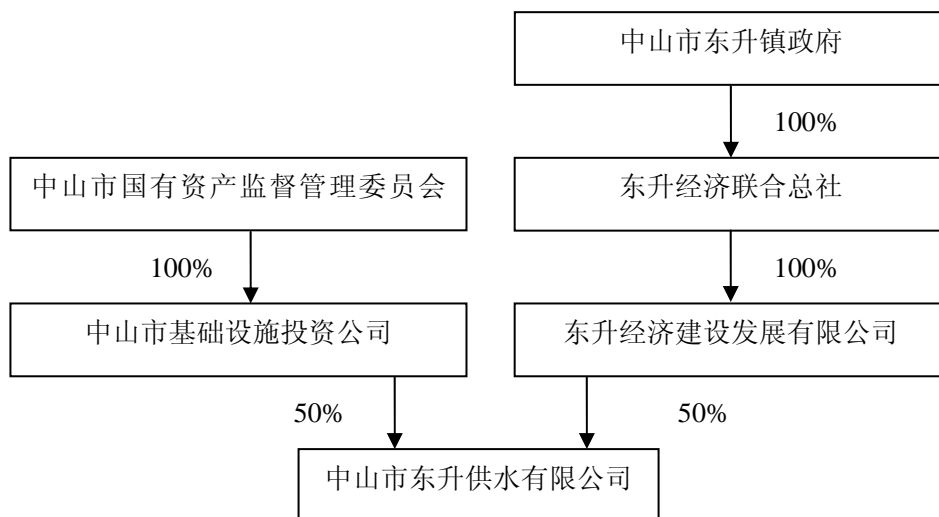 中山市东升镇政府
100%
中山市国有资产监督管理委员会
东升经济联合总社
100%
100%
中山市基础设施投资公司
东升经济建设发展有限公司
50%
50%
中山市东升供水有限公司